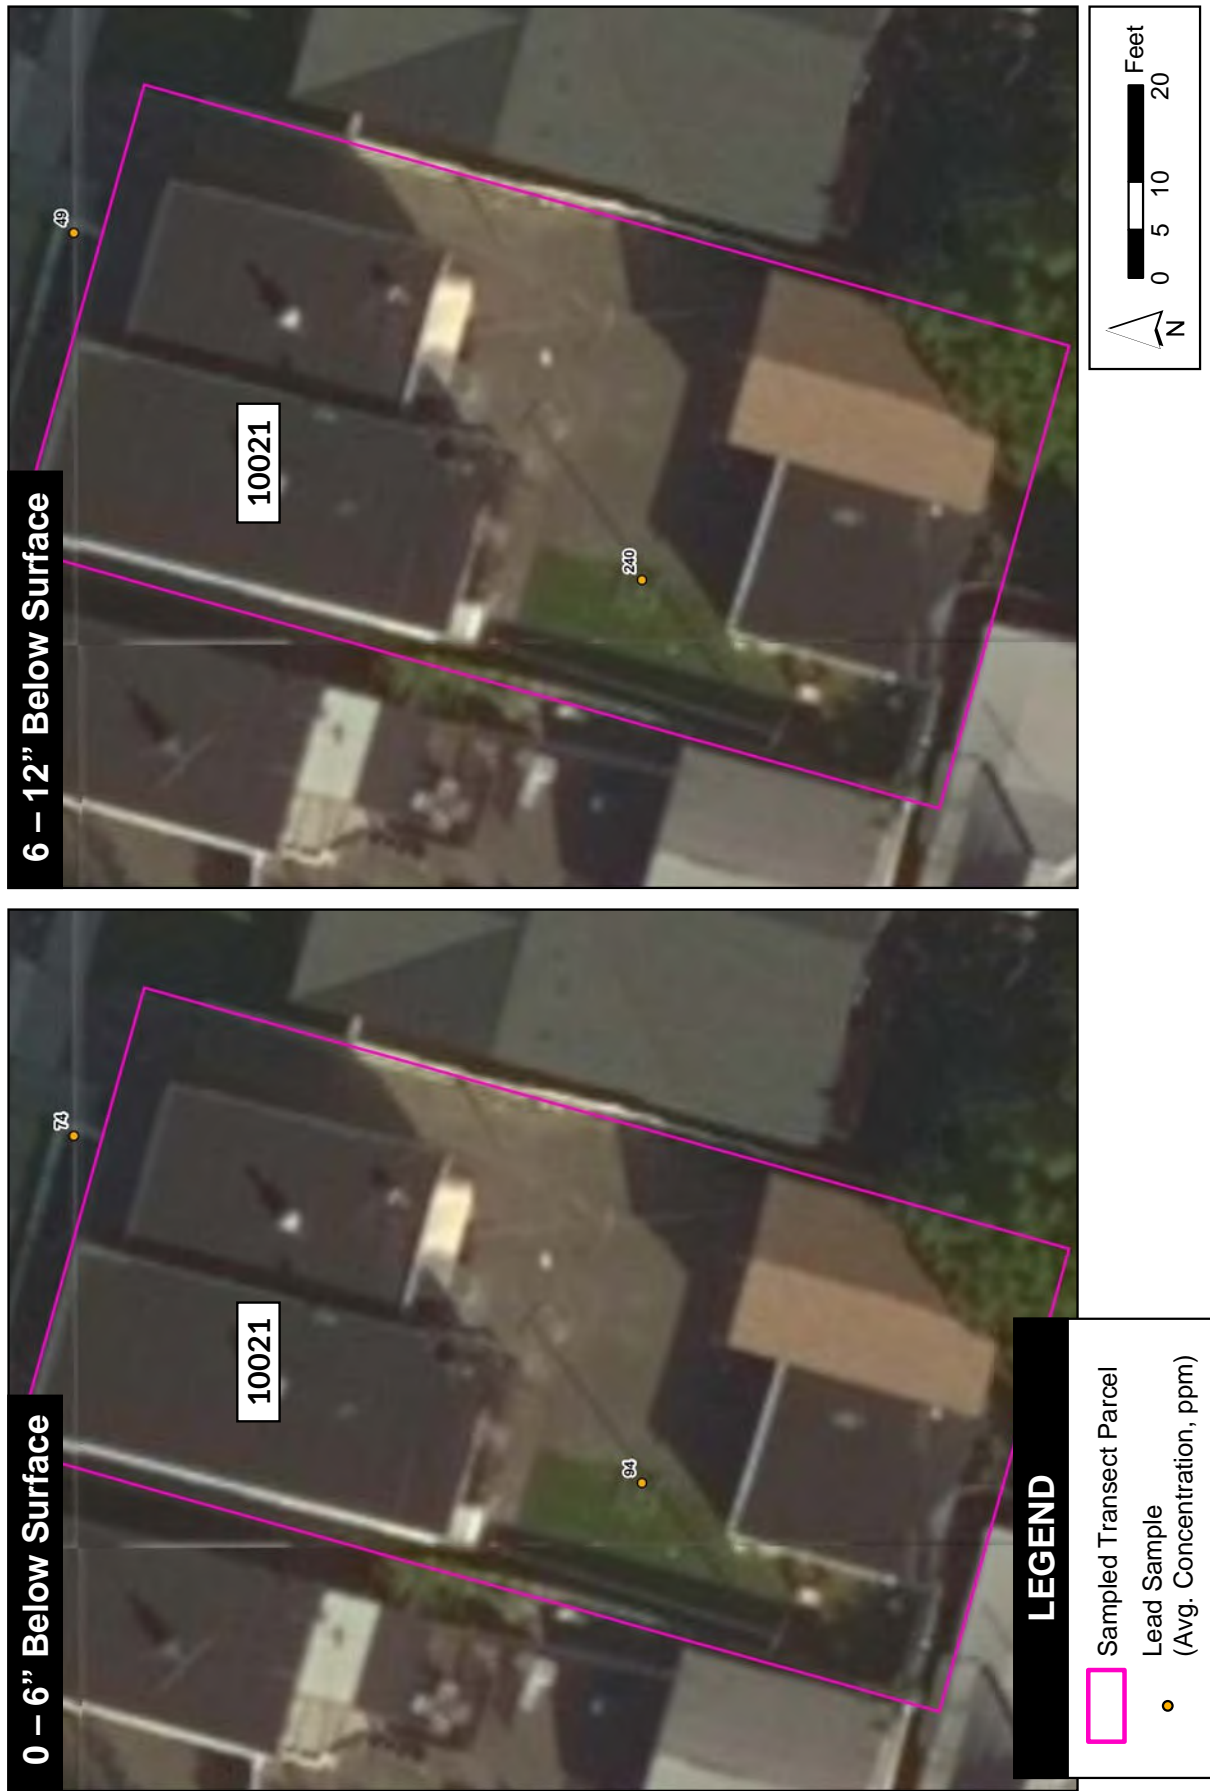 0 – 6” Below Surface
74
10021
94
6 – 12” Below Surface
49
10021
240
LEGEND
Sampled Transect Parcel
Lead Sample
(Avg. Concentration, ppm)
N
0 5 10 20
Feet